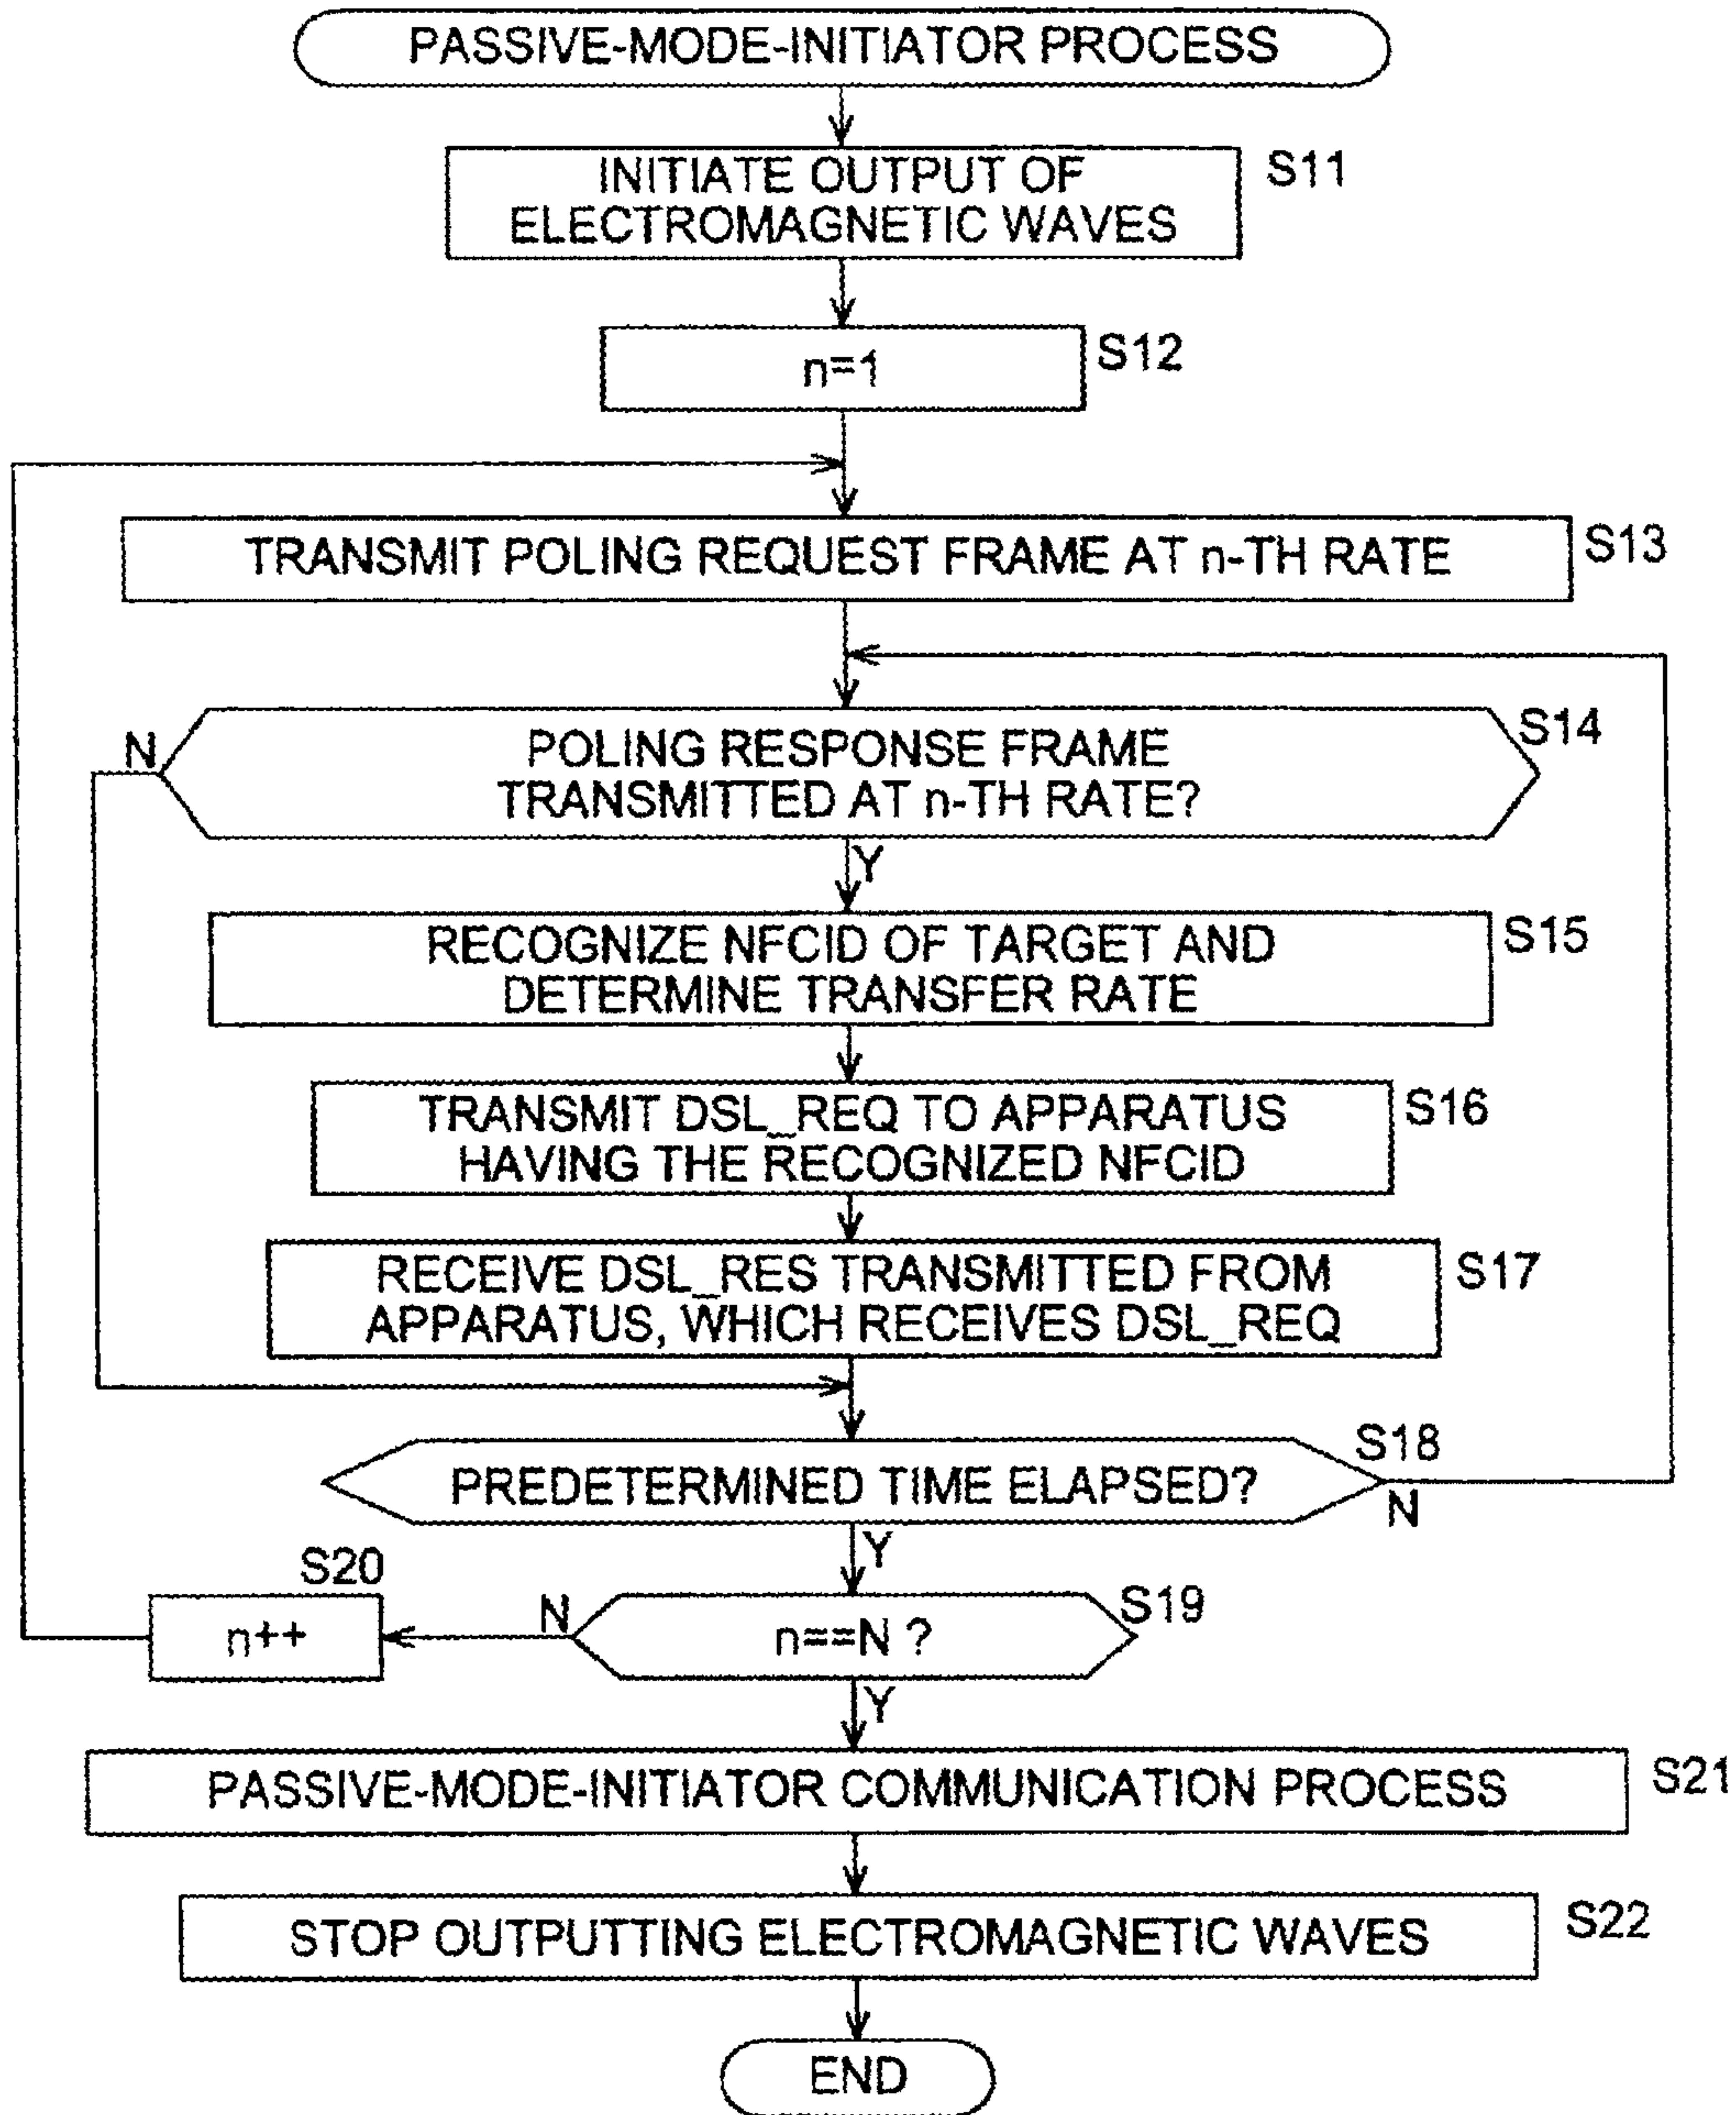 PASSIVE-MODE-INITIATOR PROCESS
INITIATE OUTPUT OF
ELECTROMAGNETIC WAVES
S11
n=1
S12
TRANSMIT POLING REQUEST FRAME AT n-TH RATE
S13
N
POLING RESPONSE FRAME
TRANSMITTED AT n-TH RATE?
S14
Y
RECOGNIZE NFCID OF TARGET AND
DETERMINE TRANSFER RATE
S15
TRANSMIT DSL_REQ TO APPARATUS
HAVING THE RECOGNIZED NFCID
S16
RECEIVE DSL_RES TRANSMITTED FROM
APPARATUS, WHICH RECEIVES DSL_REQ
S17
PREDETERMINED TIME ELAPSED?
S18
N
Y
S20
n++
N
n==N ?
S19
Y
PASSIVE-MODE-INITIATOR COMMUNICATION PROCESS
S21
STOP OUTPUTTING ELECTROMAGNETIC WAVES
S22
END